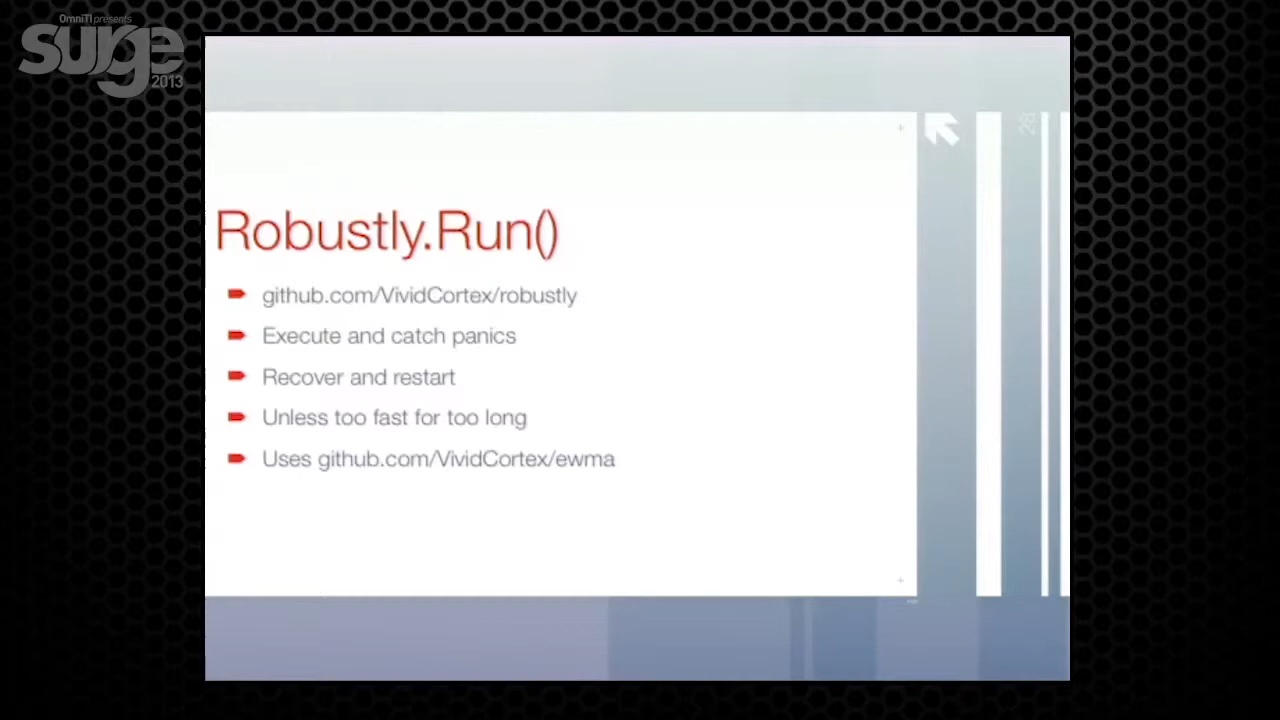 OmniTI presents
surge
2013
28
Robustly.Run()
github.com/VividCortex/robustly
Execute and catch panics
Recover and restart
Unless too fast for too long
Uses github.com/VividCortex/ewma